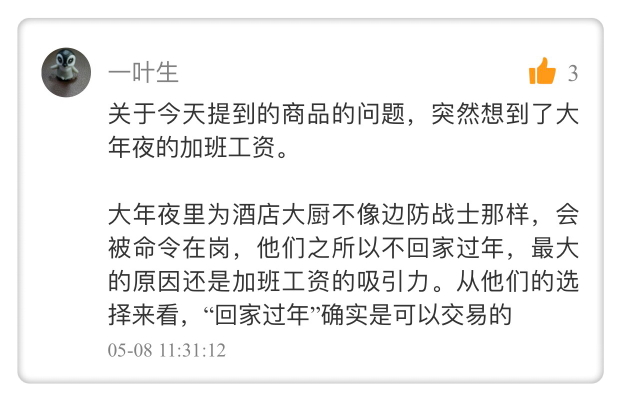 一叶生
3
关于今天提到的商品的问题，突然想到了大
年夜的加班工资。
大年夜里为酒店大厨不像边防战士那样，会
被命令在岗，他们之所以不回家过年，最大
的原因还是加班工资的吸引力。从他们的选
择来看，“回家过年”确实是可以交易的
05-08 11:31:12